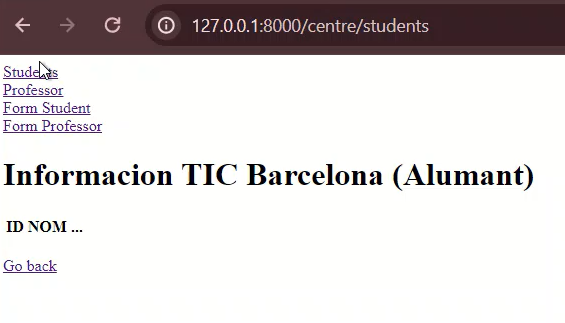 127.0.0.1:8000/centre/students
Students
Professor
Form Student
Form Professor
Informacion TIC Barcelona (Alumant)
ID NOM ...
Go back